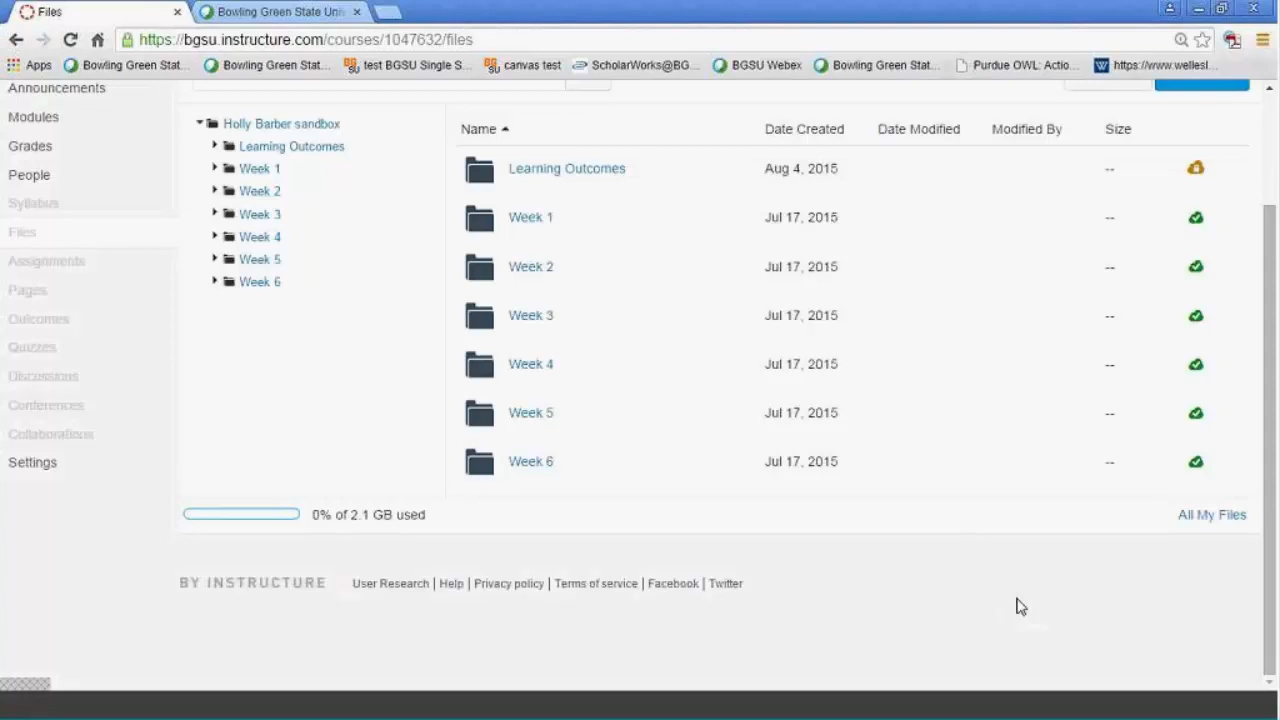 Files
Bowling Green State Uni
https://bgsu.instructure.com/courses/1047632/files
Apps
Bowling Green Stat...
Bowling Green Stat...
test BGSU Single S...
canvas test
ScholarWorks@BG...
BGSU Webex
Bowling Green Stat...
Purdue OWL: Actio...
https://www.wellesl...
Announcements
Modules
Grades
People
Syllabus
Files
Assignments
Pages
Outcomes
Quizzes
Discussions
Conferences
Collaborations
Settings
Holly Barber sandbox
Learning Outcomes
Week 1
Week 2
Week 3
Week 4
Week 5
Week 6
Name Date Created Date Modified Modified By Size
Learning Outcomes Aug 4, 2015 --
Week 1 Jul 17, 2015 --
Week 2 Jul 17, 2015 --
Week 3 Jul 17, 2015 --
Week 4 Jul 17, 2015 --
Week 5 Jul 17, 2015 --
Week 6 Jul 17, 2015 --
0% of 2.1 GB used
All My Files
BY INSTRUCTURE
User Research | Help | Privacy policy | Terms of service | Facebook | Twitter